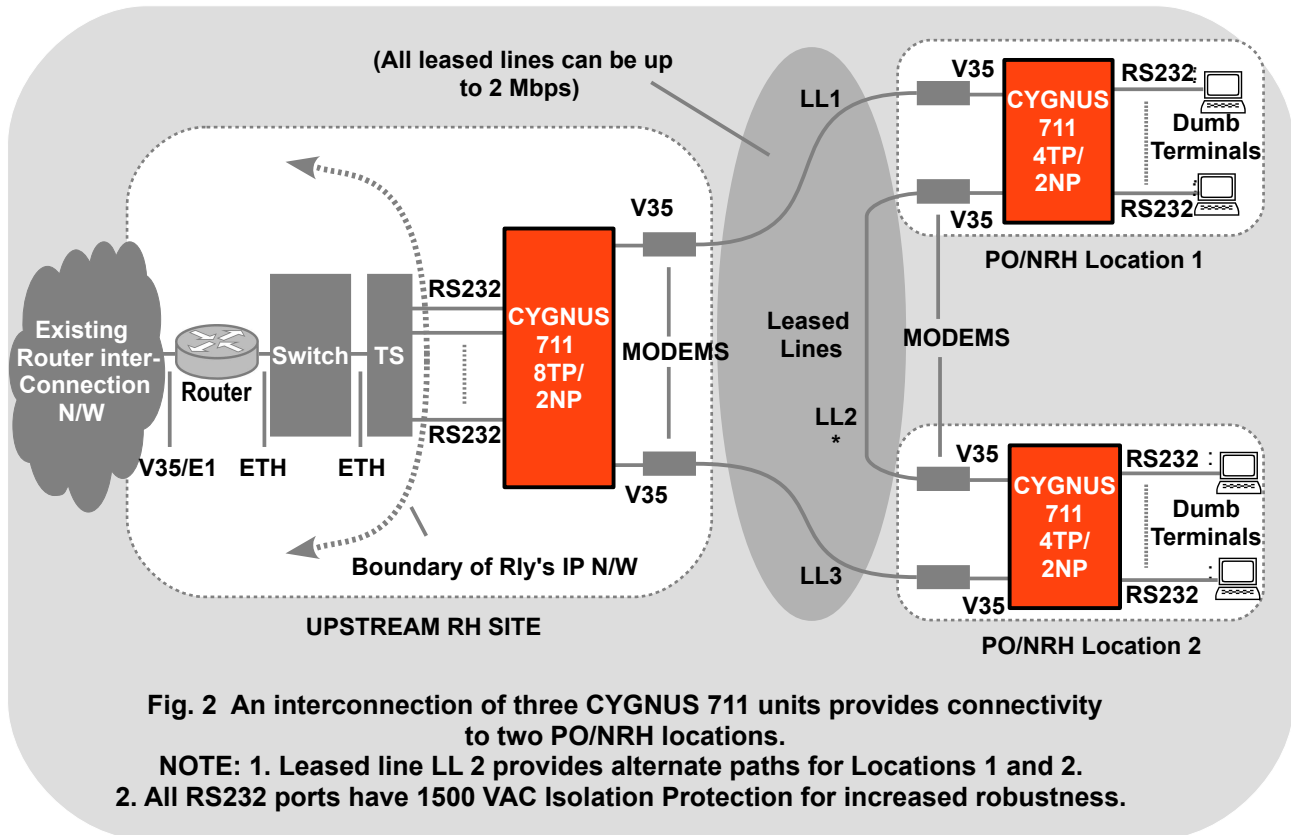 (All leased lines can be up
to 2 Mbps)
LL1
V35
CYGNUS
711
4TP/
2NP
RS232
Dumb
Terminals
V35
RS232
PO/NRH Location 1
V35
RS232
CYGNUS
711
8TP/
2NP
MODEMS
RS232
V35
Existing
Router inter-
Connection
N/W
Router
Switch
TS
V35/E1
ETH
ETH
Leased
Lines
MODEMS
LL2
*
LL3
V35
RS232
CYGNUS
711
4TP/
2NP
Dumb
Terminals
V35
RS232
PO/NRH Location 2
Boundary of Rly's IP N/W
UPSTREAM RH SITE
Fig. 2 An interconnection of three CYGNUS 711 units provides connectivity
to two PO/NRH locations.
NOTE: 1. Leased line LL 2 provides alternate paths for Locations 1 and 2.
2. All RS232 ports have 1500 VAC Isolation Protection for increased robustness.